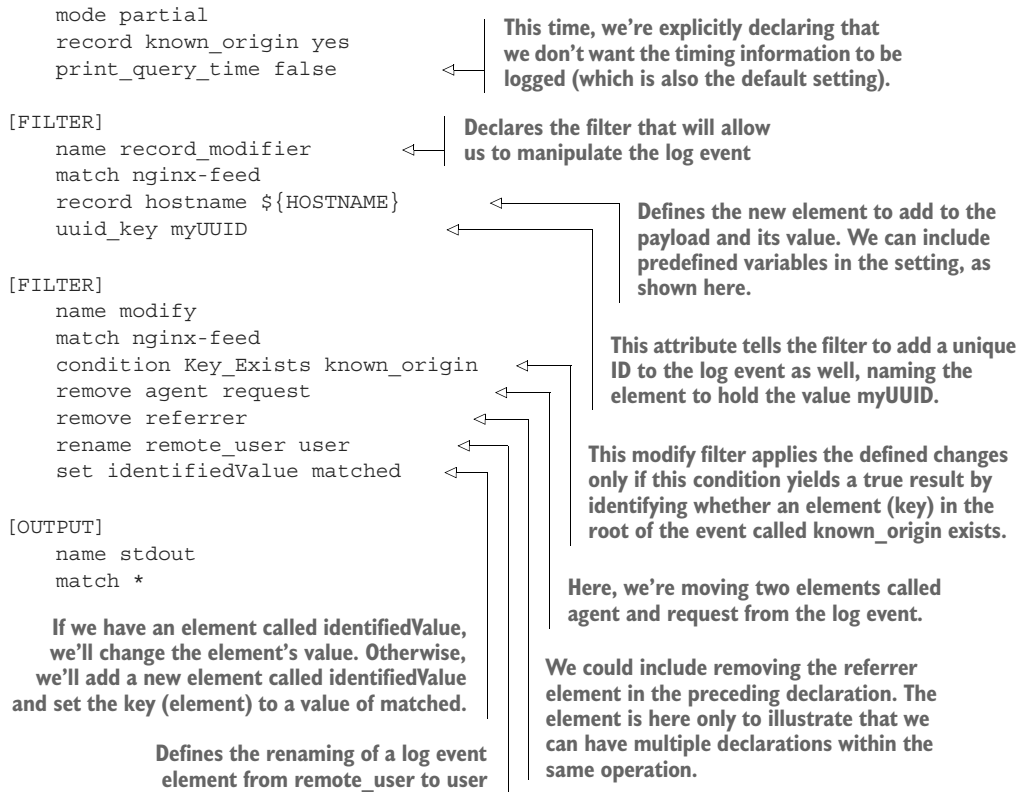 mode partial
record known_origin yes
print_query_time false
This time, we're explicitly declaring that
we don't want the timing information to be
logged (which is also the default setting).
[FILTER]
name record_modifier
match nginx-feed
record hostname ${HOSTNAME}
uuid_key myUUID
Declares the filter that will allow
us to manipulate the log event
Defines the new element to add to the
payload and its value. We can include
predefined variables in the setting, as
shown here.
This attribute tells the filter to add a unique
ID to the log event as well, naming the
element to hold the value myUUID.
[FILTER]
name modify
match nginx-feed
condition Key_Exists known_origin
remove agent request
remove referrer
rename remote_user user
set identifiedValue matched
This modify filter applies the defined changes
only if this condition yields a true result by
identifying whether an element (key) in the
root of the event called known_origin exists.
[OUTPUT]
name stdout
match *
Here, we're moving two elements called
agent and request from the log event.
If we have an element called identifiedValue,
we'll change the element's value. Otherwise,
we'll add a new element called identifiedValue
and set the key (element) to a value of matched.
We could include removing the referrer
element in the preceding declaration. The
element is here only to illustrate that we
can have multiple declarations within the
same operation.
Defines the renaming of a log event
element from remote_user to user